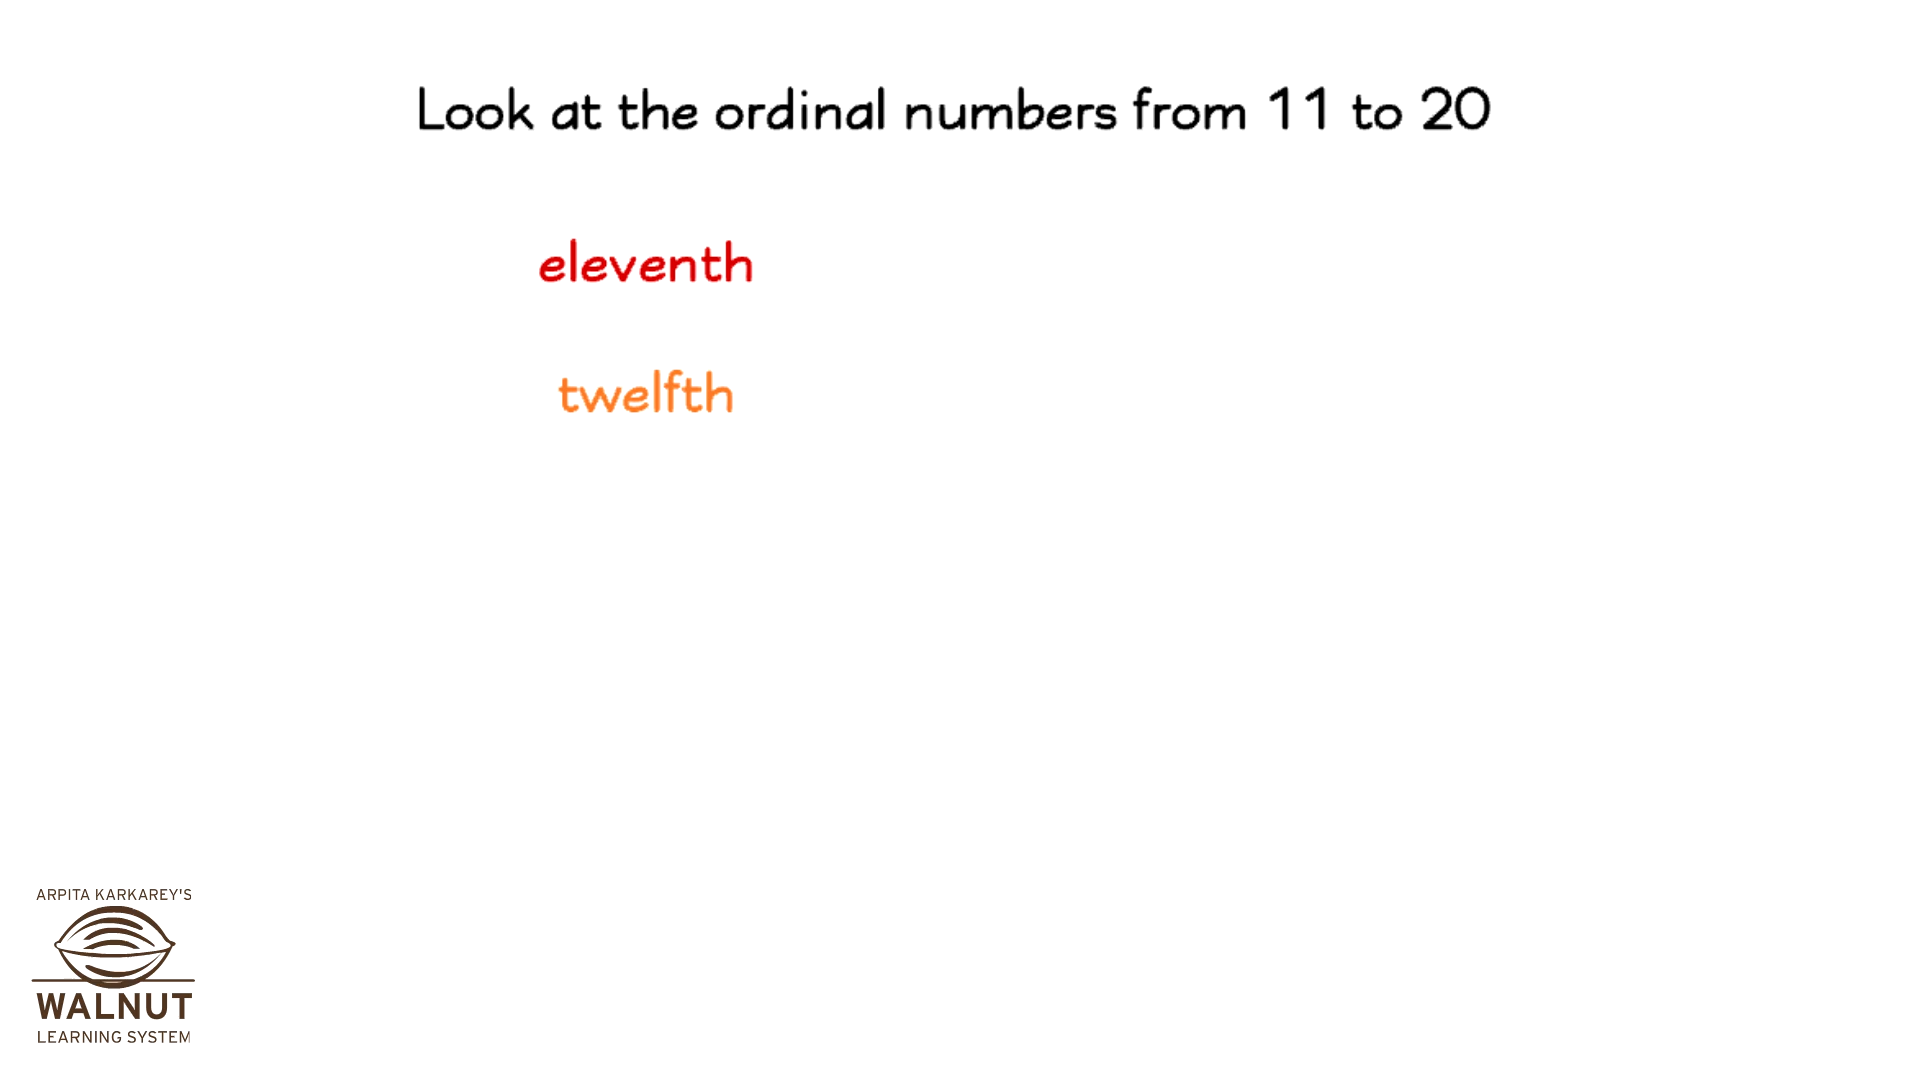 Look at the ordinal numbers from 11 to 20
eleventh
twelfth
ARPITA KARKAREY'S
WALNUT
LEARNING SYSTEM